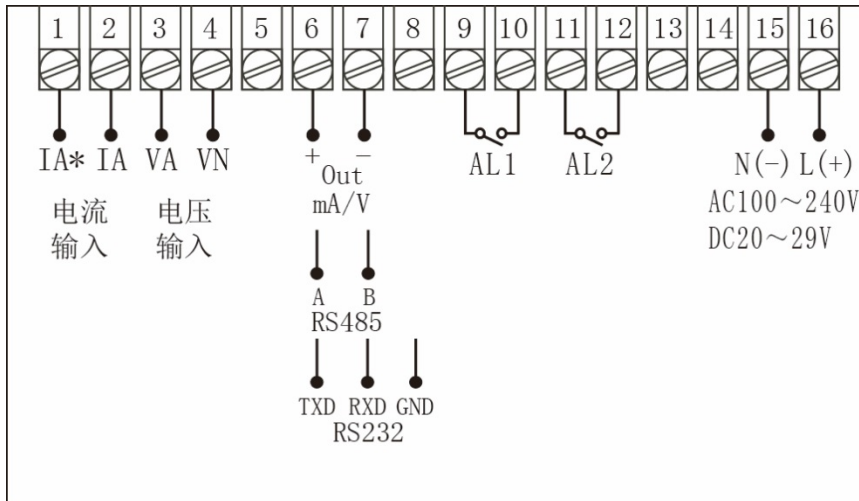 1 2 3 4 5 6 7 8 9 10 11 12 13 14 15 16
IA* IA VA VN + - AL1 AL2 N(-) L(+)
Out
mA/V
电流 电压
输入 输入
AC100～240V
DC20～29V
A B
RS485
TXD RXD GND
RS232